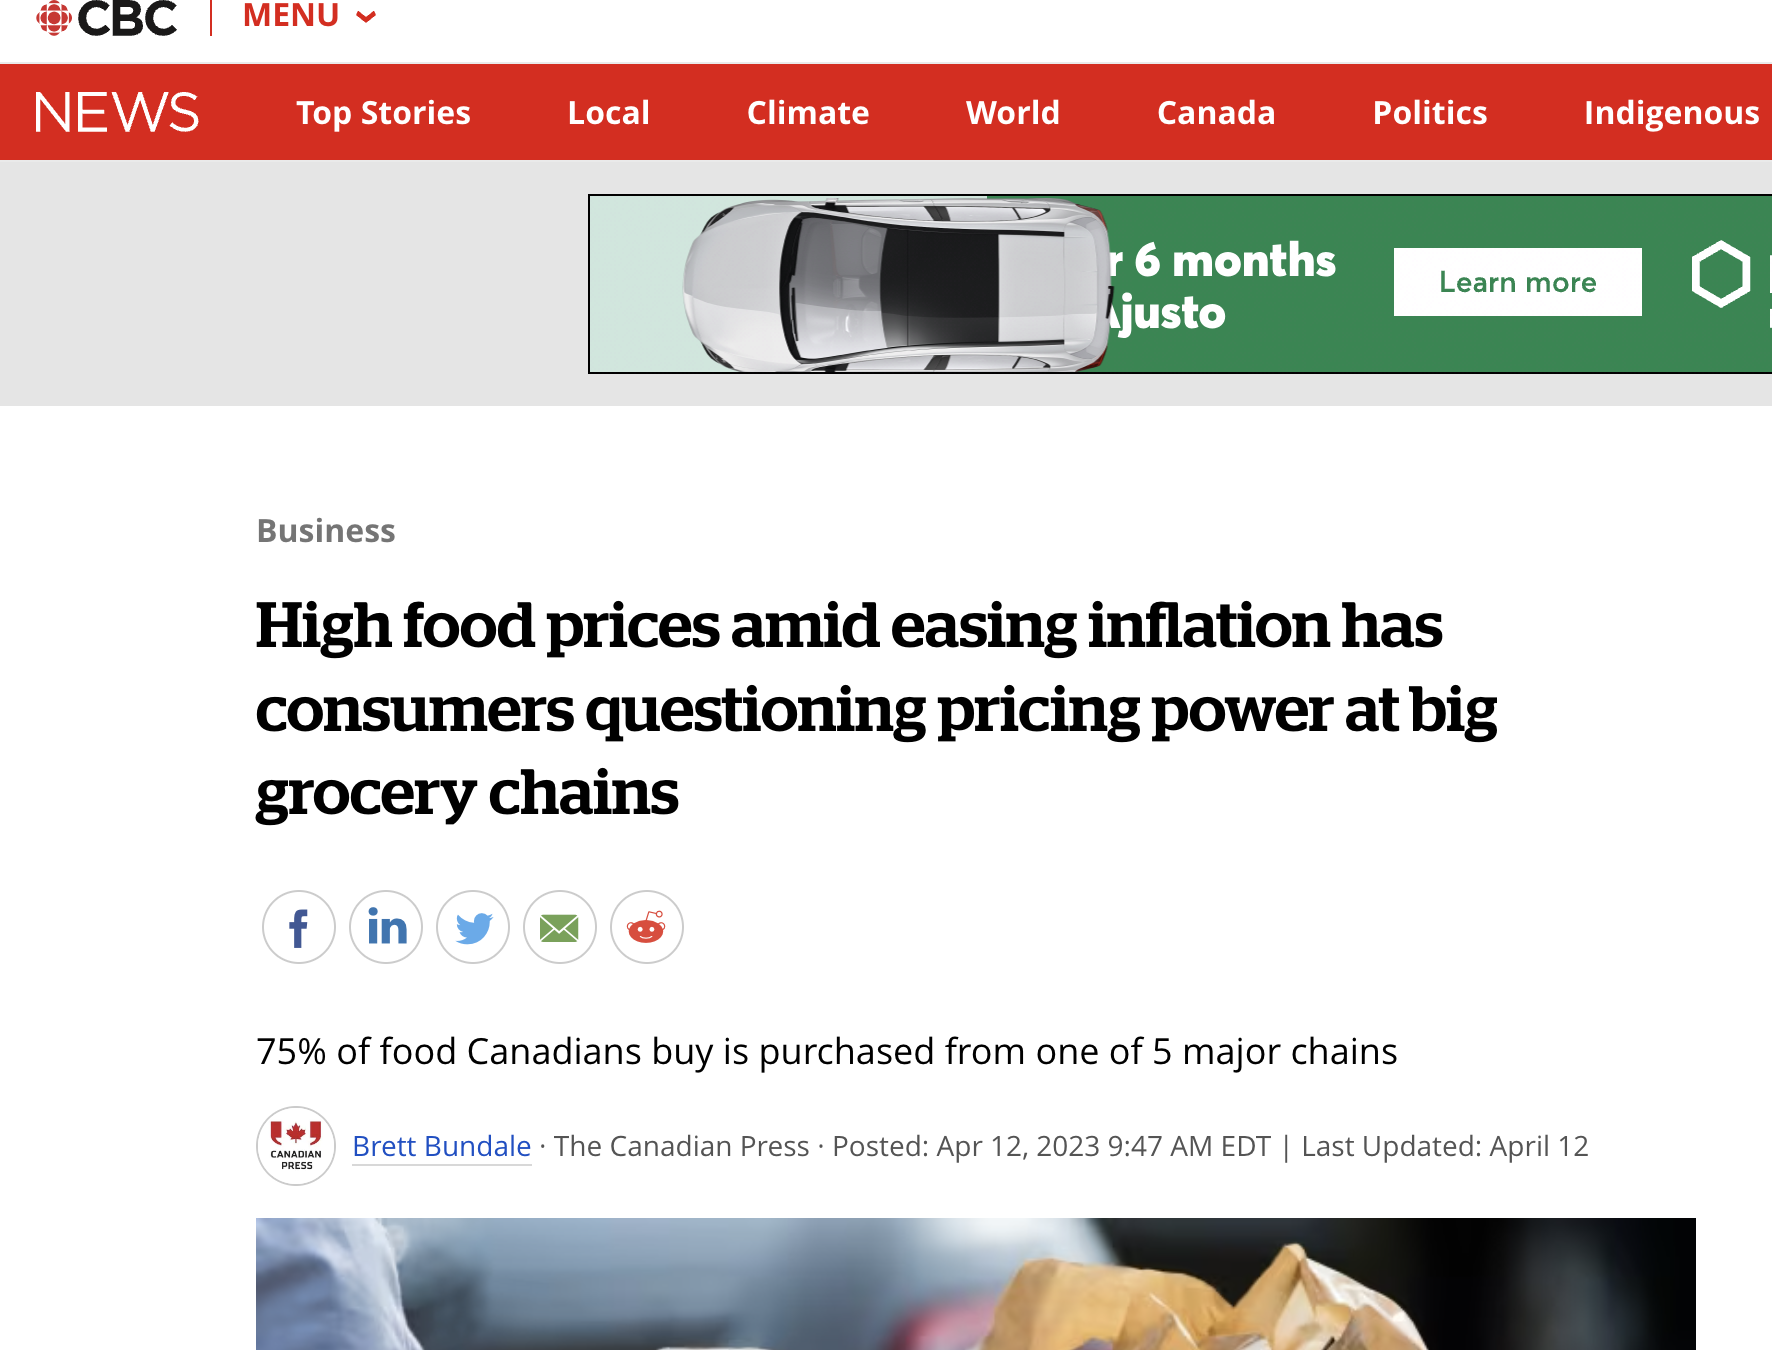 CBC
MENU
NEWS Top Stories Local Climate World Canada Politics Indigenous
6 months
Ajusto
Learn more
Business
High food prices amid easing inflation has
consumers questioning pricing power at big
grocery chains
75% of food Canadians buy is purchased from one of 5 major chains
CANADIAN
PRESS
Brett Bundale · The Canadian Press · Posted: Apr 12, 2023 9:47 AM EDT | Last Updated: April 12